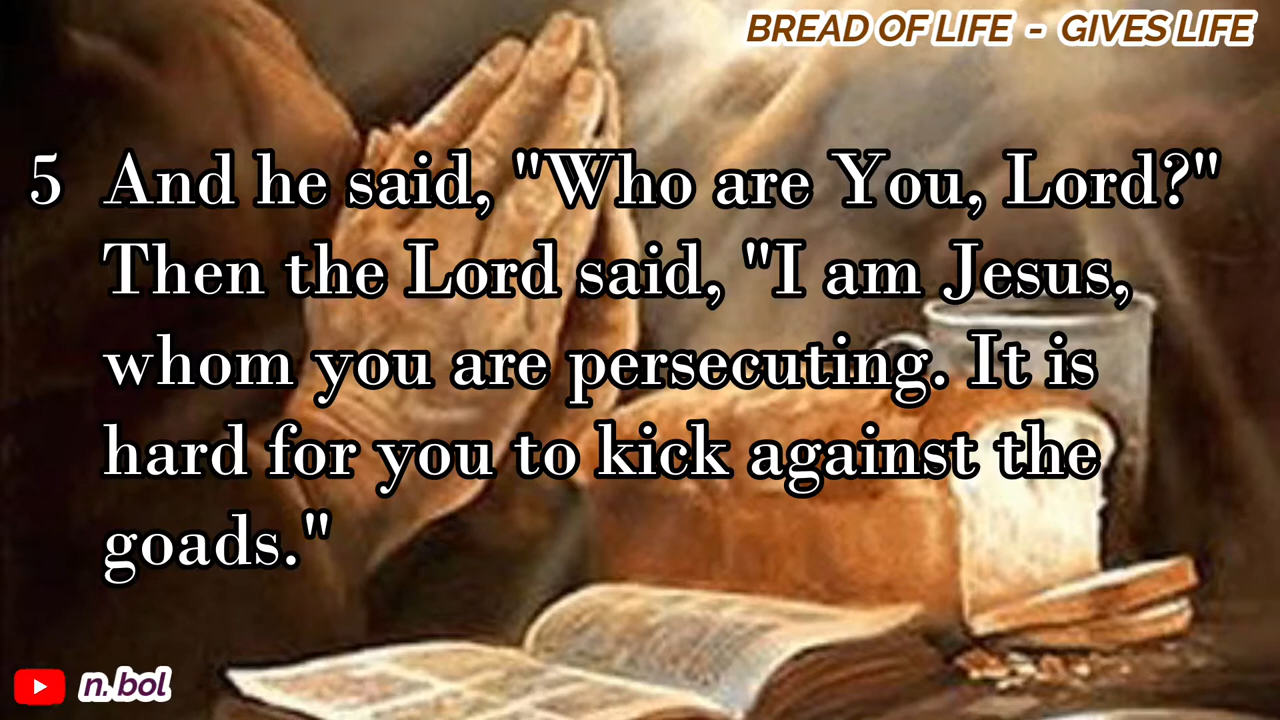 BREAD OF LIFE - GIVES LIFE
5 And he said, "Who are You, Lord?"
Then the Lord said, "I am Jesus,
whom you are persecuting. It is
hard for you to kick against the
goads."
n. bol